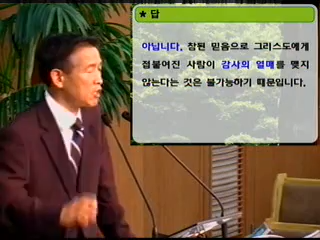 ★ 답
아닙니다. 참된 믿음으로 그리스도에게
접붙여진 사람이 감사의 열매를 맺지
않는다는 것은 불가능하기 때문입니다.